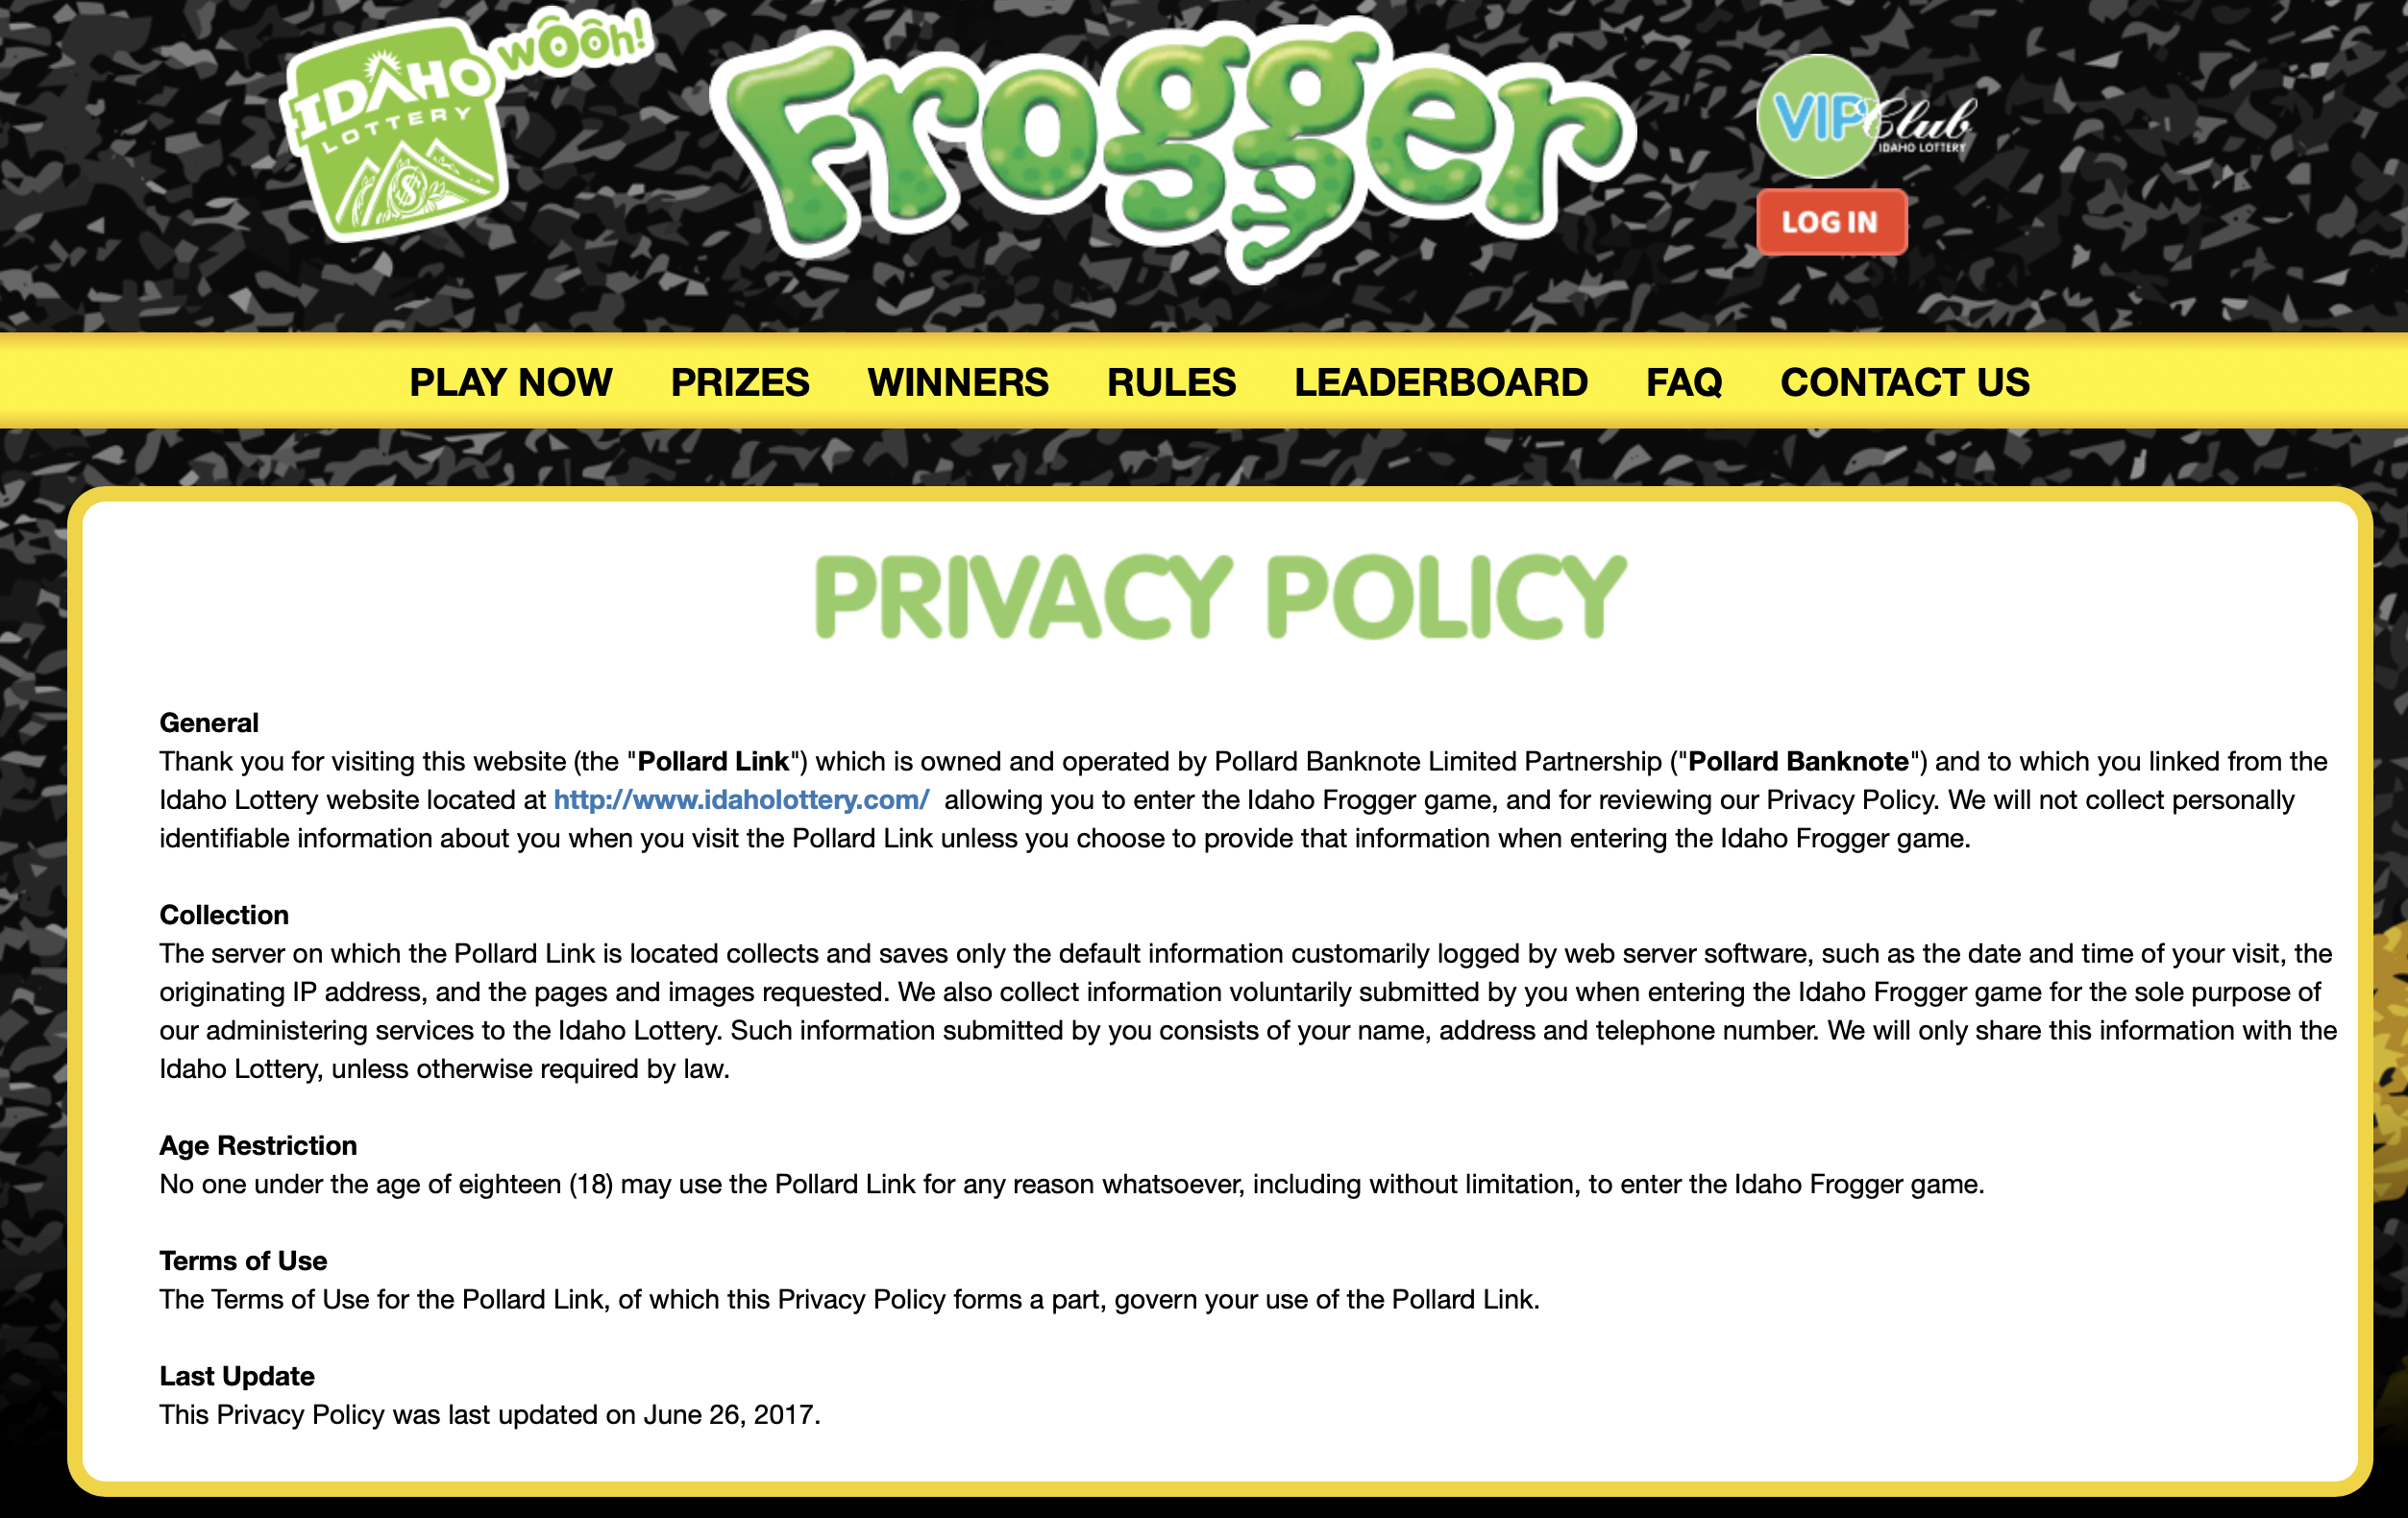 IDAHO
LOTTERY
wôôh!
Frogger
VIP Club
IDAHO LOTTERY
LOG IN
PLAY NOW PRIZES WINNERS RULES LEADERBOARD FAQ CONTACT US
PRIVACY POLICY
General
Thank you for visiting this website (the "Pollard Link") which is owned and operated by Pollard Banknote Limited Partnership ("Pollard Banknote") and to which you linked from the
Idaho Lottery website located at http://www.idaholottery.com/ allowing you to enter the Idaho Frogger game, and for reviewing our Privacy Policy. We will not collect personally
identifiable information about you when you visit the Pollard Link unless you choose to provide that information when entering the Idaho Frogger game.
Collection
The server on which the Pollard Link is located collects and saves only the default information customarily logged by web server software, such as the date and time of your visit, the
originating IP address, and the pages and images requested. We also collect information voluntarily submitted by you when entering the Idaho Frogger game for the sole purpose of
our administering services to the Idaho Lottery. Such information submitted by you consists of your name, address and telephone number. We will only share this information with the
Idaho Lottery, unless otherwise required by law.
Age Restriction
No one under the age of eighteen (18) may use the Pollard Link for any reason whatsoever, including without limitation, to enter the Idaho Frogger game.
Terms of Use
The Terms of Use for the Pollard Link, of which this Privacy Policy forms a part, govern your use of the Pollard Link.
Last Update
This Privacy Policy was last updated on June 26, 2017.